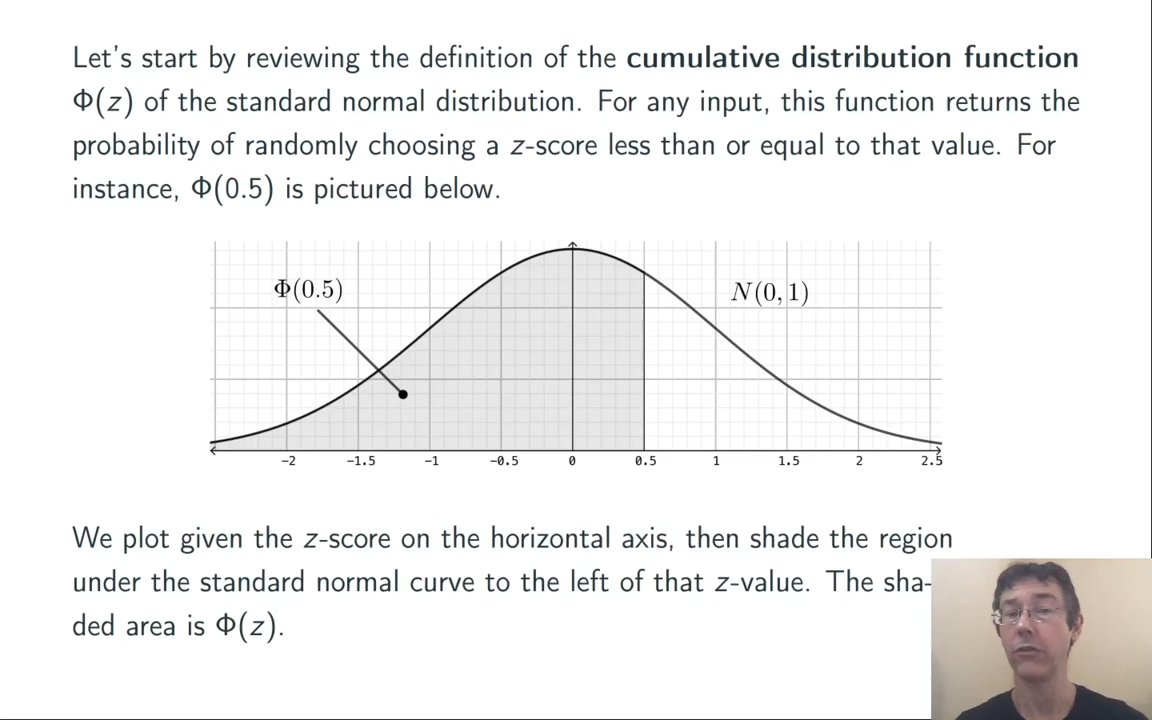 Let's start by reviewing the definition of the cumulative distribution function
Φ(z) of the standard normal distribution. For any input, this function returns the
probability of randomly choosing a z-score less than or equal to that value. For
instance, Φ(0.5) is pictured below.
Φ(0.5)
N(0, 1)
-2 -1.5 -1 -0.5 0 0.5 1 1.5 2 2.5
We plot given the z-score on the horizontal axis, then shade the region
under the standard normal curve to the left of that z-value. The sha-
ded area is Φ(z).